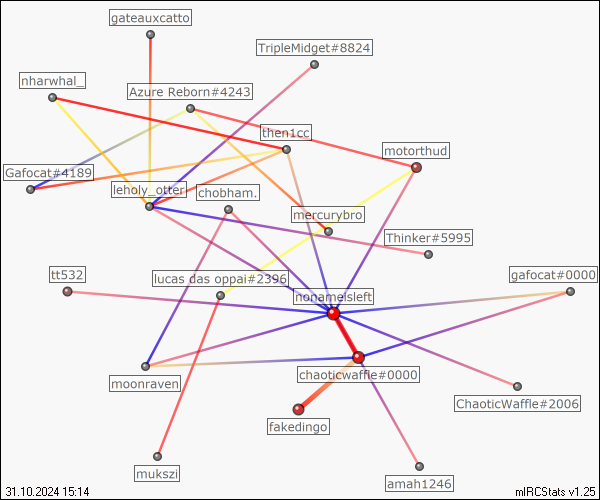 gateauxcatto
TripleMidget#8824
nharwhal_
Azure Reborn#4243
then1cc
motorthud
Gafocat#4189
leholy_otter
chobham.
mercurybro
Thinker#5995
tt532
lucas das oppai#2396
gafocat#0000
nonameisleft
moonraven
chaoticwaffle#0000
ChaoticWaffle#2006
fakedingo
mukszi
amah1246
31.10.2024 15:14
mIRCStats v1.25